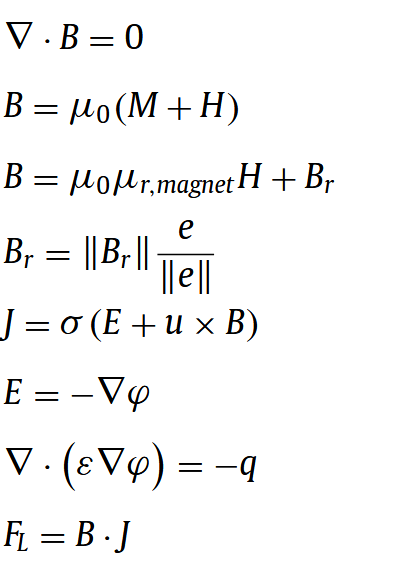 ∇ · B = 0
B = μ₀(M + H)
B = μ₀μ_{r,magnet}H + B_r
B_r = ‖B_r‖ e/‖e‖
J = σ (E + u × B)
E = −∇φ
∇ · (ε∇φ) = −q
F_L = B · J